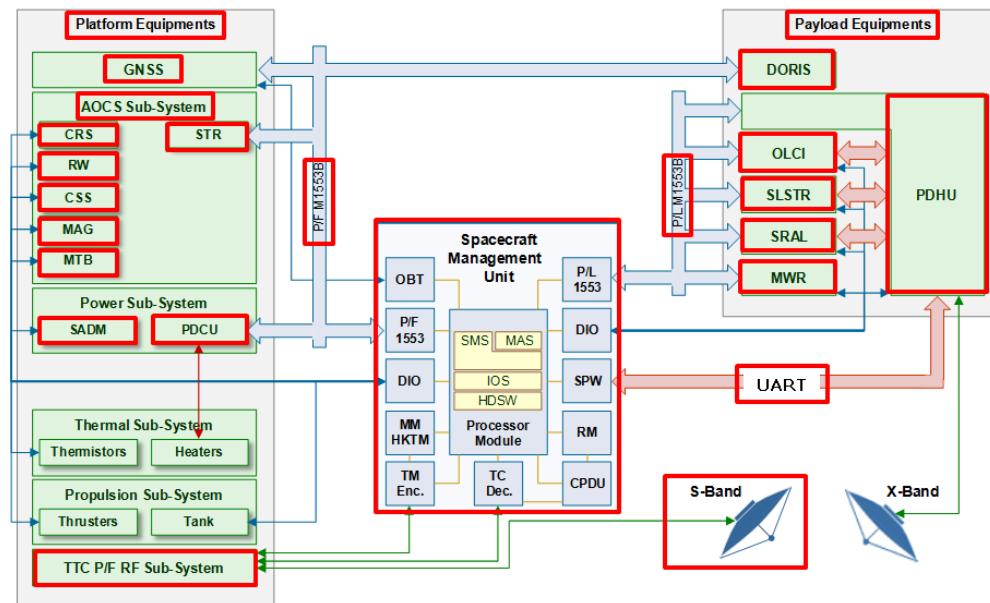 Platform Equipments
GNSS
AOCS Sub-System
CRS
STR
RW
CSS
MAG
MTB
Power Sub-System
SADM
PDCU
Thermal Sub-System
Thermistors
Heaters
Propulsion Sub-System
Thrusters
Tank
TTC P/F RF Sub-System
P/F M1553B
Spacecraft
Management
Unit
OBT
P/F
1553
DIO
MM
HKTM
TM
Enc.
SMS
MAS
IOS
HDSW
Processor
Module
TC
Dec.
P/L
1553
DIO
SPW
RM
CPDU
P/L M1553B
Payload Equipments
DORIS
OLCI
SLSTR
SRAL
MWR
PDHU
UART
S-Band
X-Band